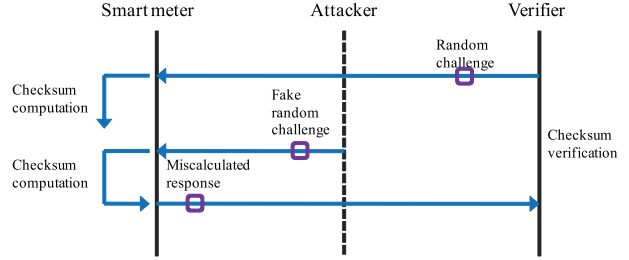 Smart meter Attacker Verifier
Random
challenge
Checksum
computation
Fake
random
challenge
Checksum
verification
Checksum
computation
Miscalculated
response